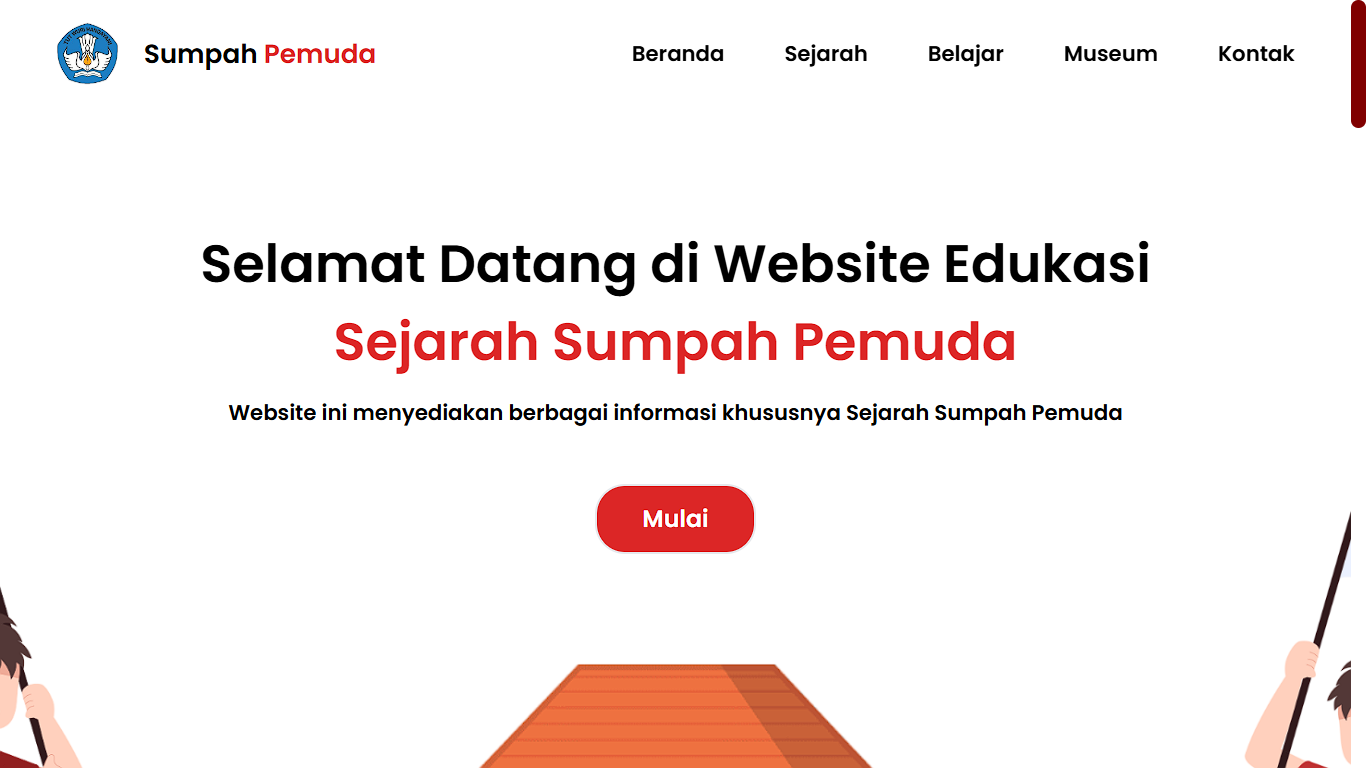 Sumpah Pemuda
Beranda
Sejarah
Belajar
Museum
Kontak
Selamat Datang di Website Edukasi
Sejarah Sumpah Pemuda
Website ini menyediakan berbagai informasi khususnya Sejarah Sumpah Pemuda
Mulai